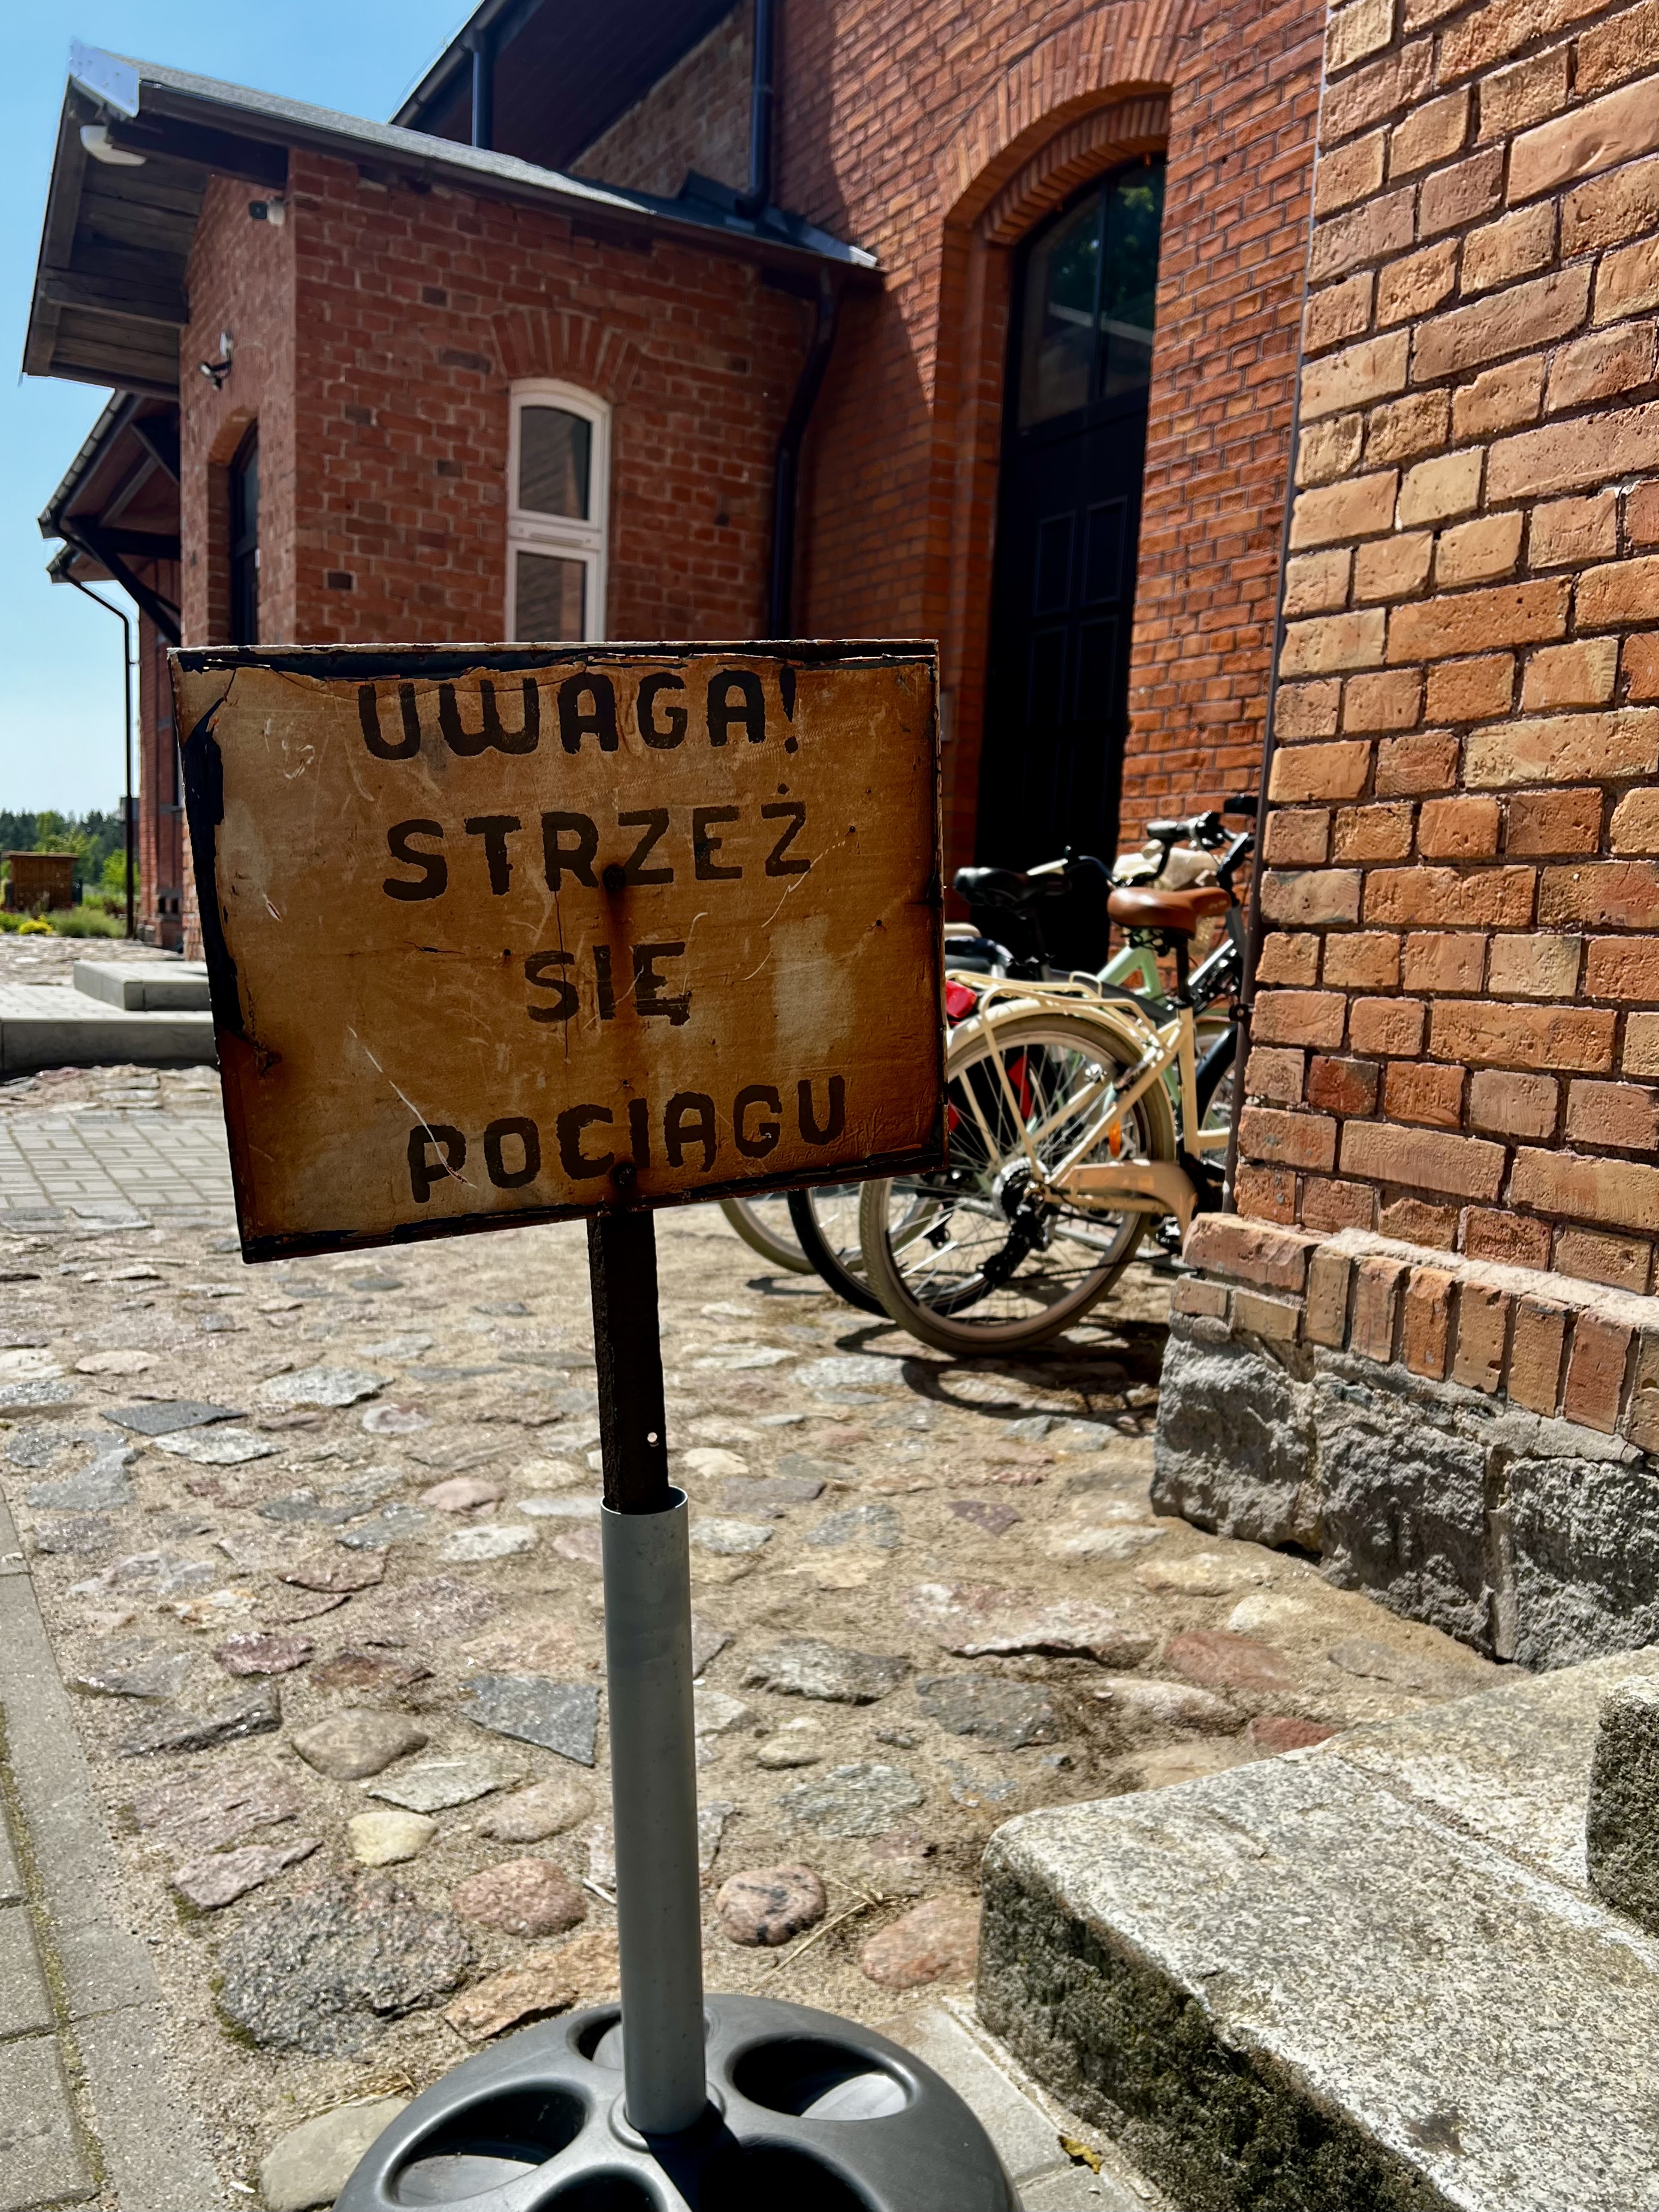 UWAGA!
STRZEŻ
SIĘ
POCIĄGU